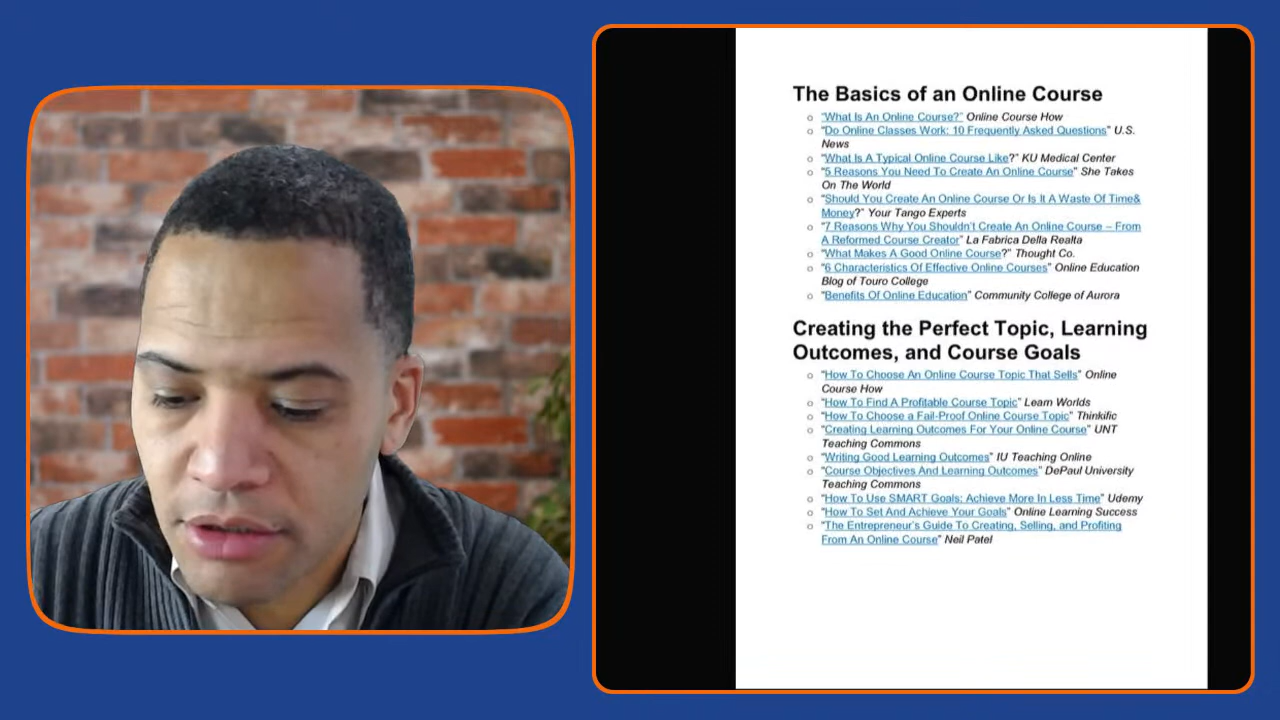 The Basics of an Online Course
○ “What Is An Online Course?” Online Course How
○ “Do Online Classes Work: 10 Frequently Asked Questions” U.S.
News
○ “What Is A Typical Online Course Like?” KU Medical Center
○ “5 Reasons You Need To Create An Online Course” She Takes
On The World
○ “Should You Create An Online Course Or Is It A Waste Of Time&
Money?” Your Tango Experts
○ “7 Reasons Why You Shouldn’t Create An Online Course – From
A Reformed Course Creator” La Fabrica Della Realta
○ “What Makes A Good Online Course?” Thought Co.
○ “6 Characteristics Of Effective Online Courses” Online Education
Blog of Touro College
○ “Benefits Of Online Education” Community College of Aurora
Creating the Perfect Topic, Learning
Outcomes, and Course Goals
○ “How To Choose An Online Course Topic That Sells” Online
Course How
○ “How To Find A Profitable Course Topic” Learn Worlds
○ “How To Choose a Fail-Proof Online Course Topic” Thinkific
○ “Creating Learning Outcomes For Your Online Course” UNT
Teaching Commons
○ “Writing Good Learning Outcomes” IU Teaching Online
○ “Course Objectives And Learning Outcomes” DePaul University
Teaching Commons
○ “How To Use SMART Goals: Achieve More In Less Time” Udemy
○ “How To Set And Achieve Your Goals” Online Learning Success
○ “The Entrepreneur’s Guide To Creating, Selling, and Profiting
From An Online Course” Neil Patel